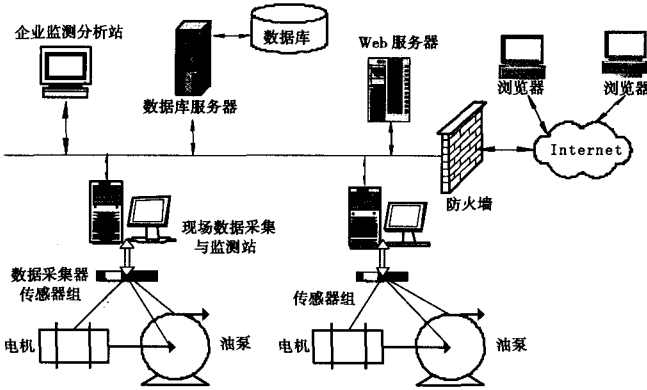 企业监测分析站
数据库
数据库服务器
Web 服务器
浏览器
浏览器
Internet
防火墙
现场数据采集
与监测站
数据采集器
传感器组
传感器组
电机
油泵
电机
油泵